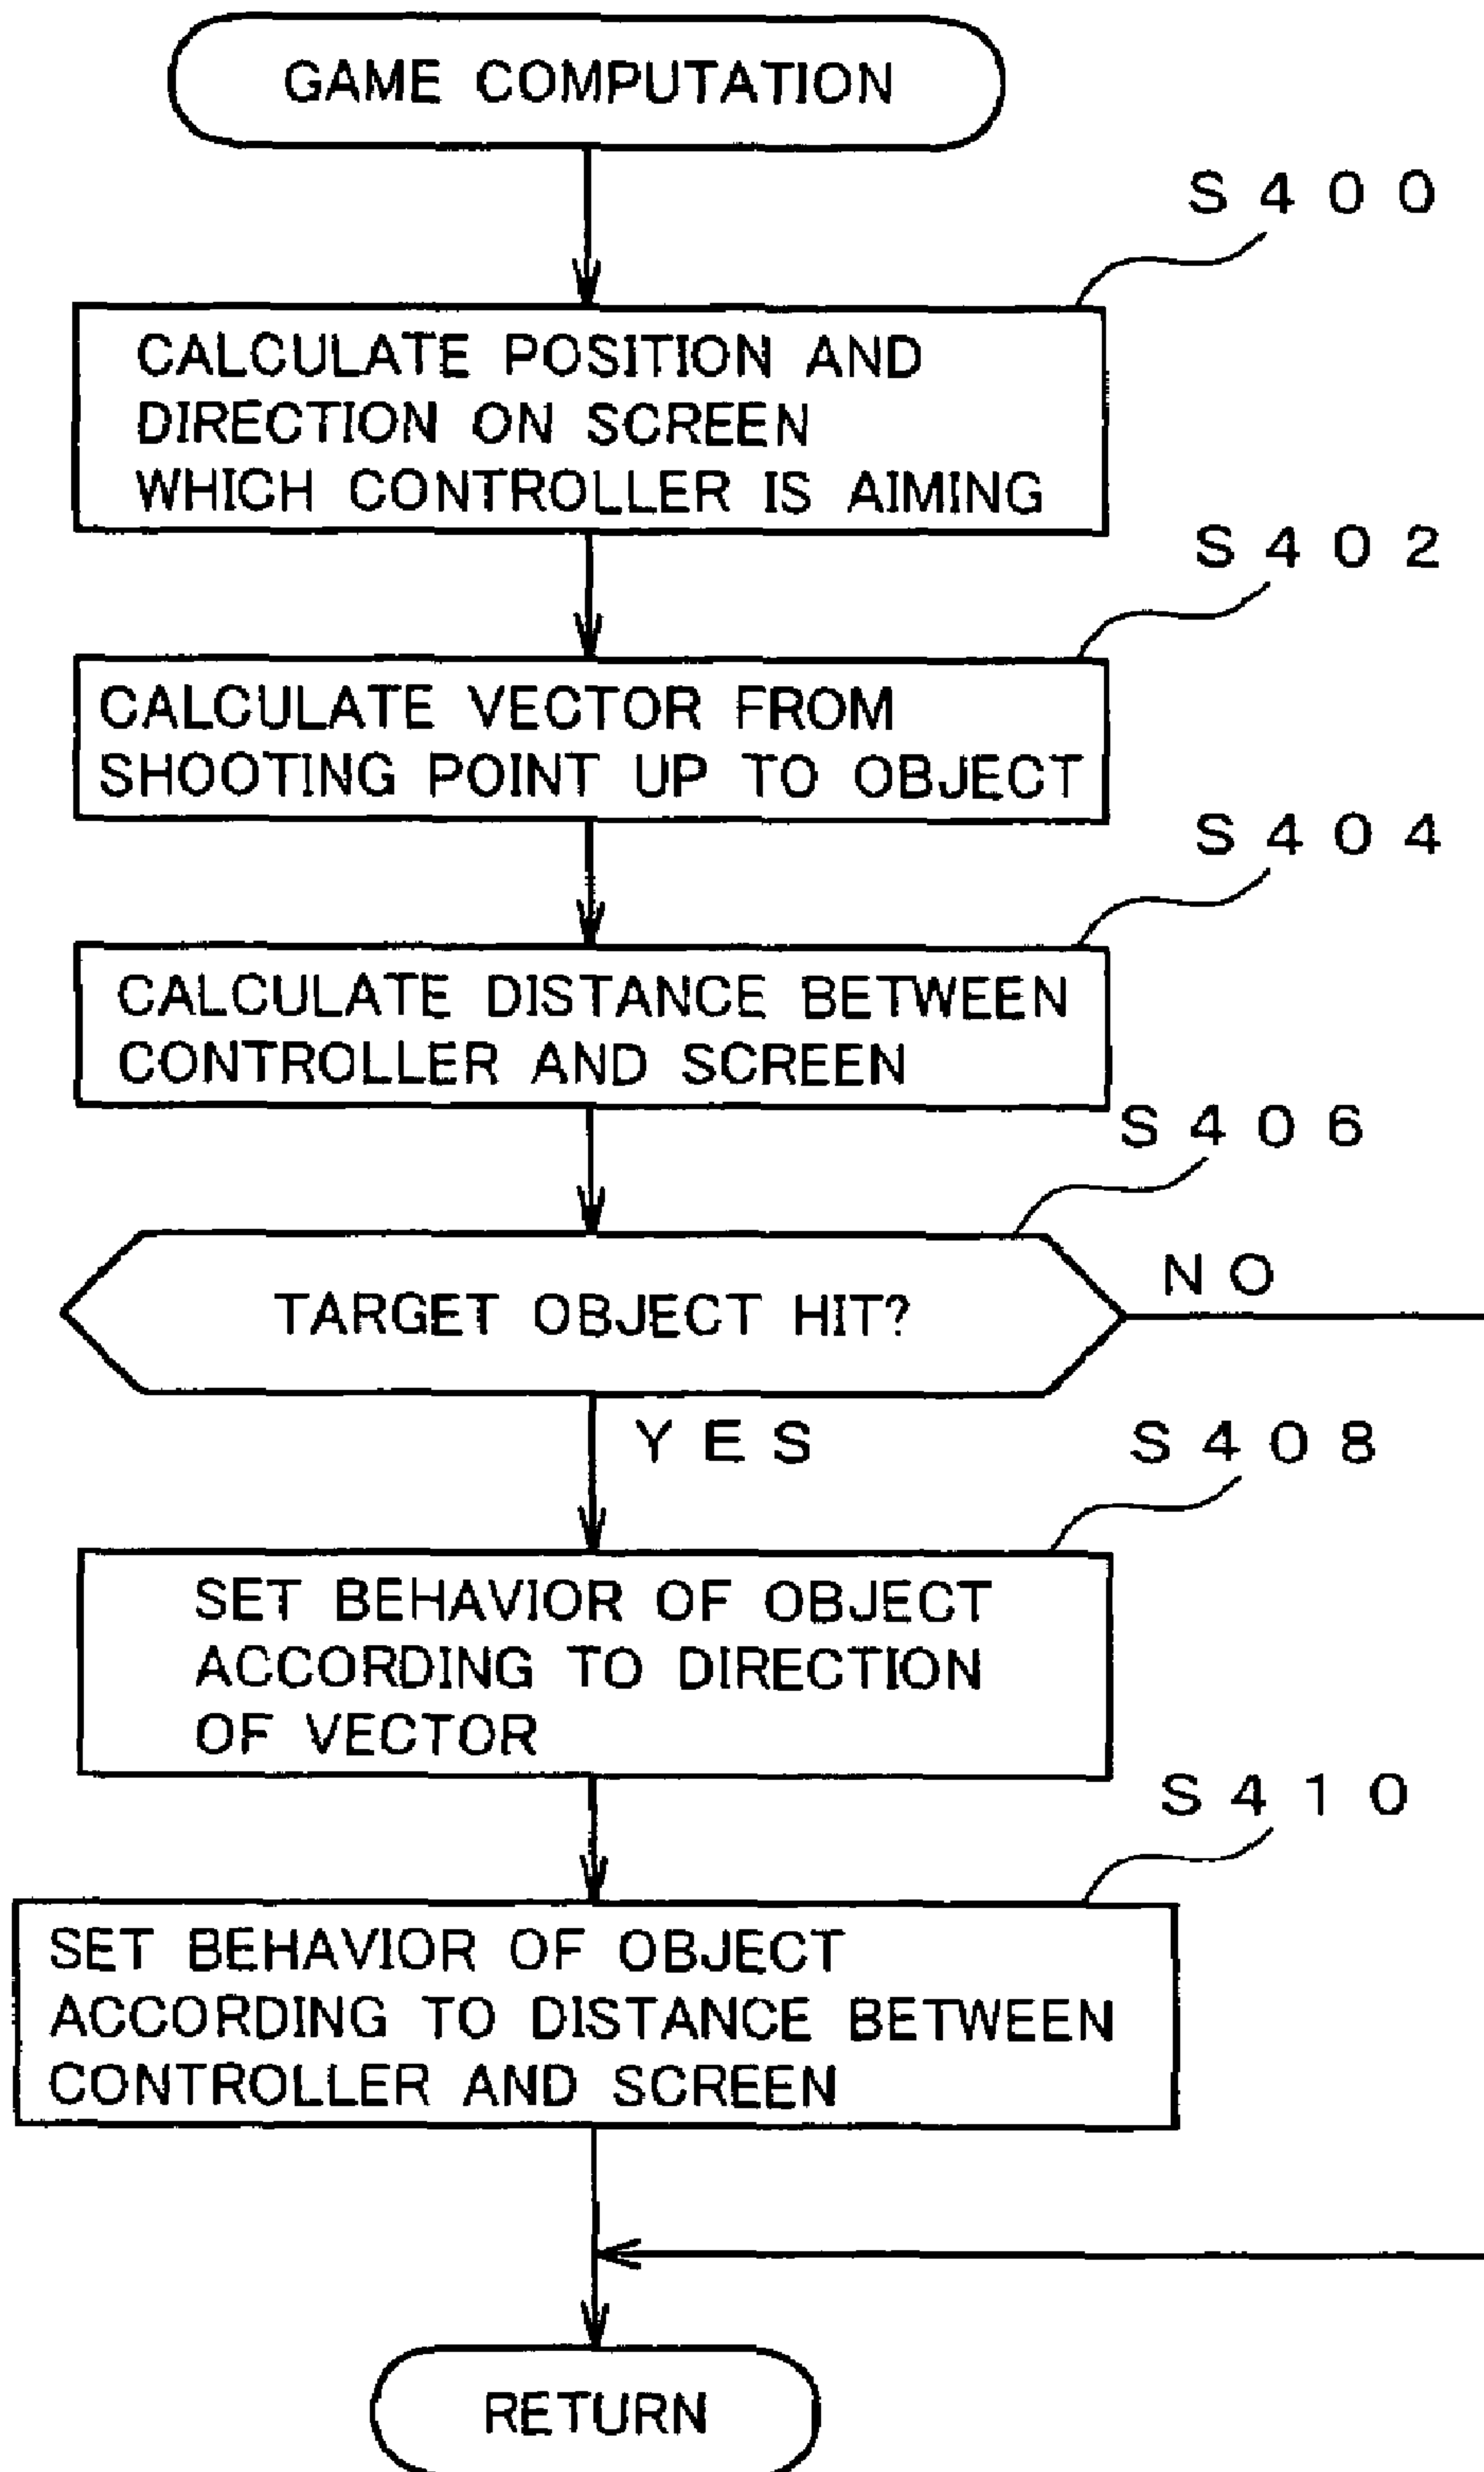 GAME COMPUTATION
S400
CALCULATE POSITION AND
DIRECTION ON SCREEN
WHICH CONTROLLER IS AIMING
S402
CALCULATE VECTOR FROM
SHOOTING POINT UP TO OBJECT
S404
CALCULATE DISTANCE BETWEEN
CONTROLLER AND SCREEN
S406
TARGET OBJECT HIT?
NO
YES
S408
SET BEHAVIOR OF OBJECT
ACCORDING TO DIRECTION
OF VECTOR
S410
SET BEHAVIOR OF OBJECT
ACCORDING TO DISTANCE BETWEEN
CONTROLLER AND SCREEN
RETURN